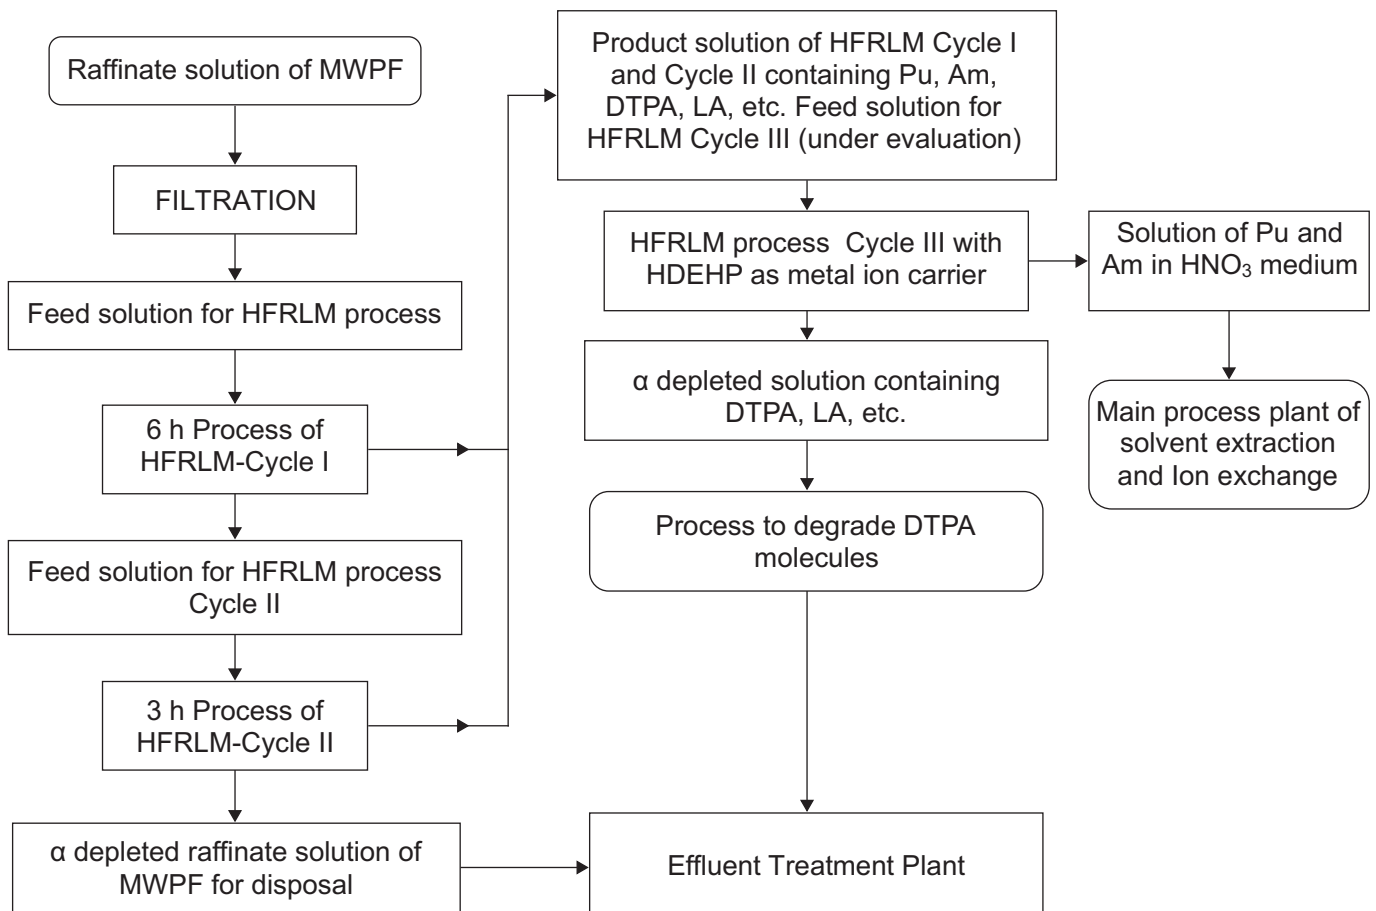 Raffinate solution of MWPF
FILTRATION
Feed solution for HFRLM process
6 h Process of
HFRLM-Cycle I
Feed solution for HFRLM process
Cycle II
3 h Process of
HFRLM-Cycle II
α depleted raffinate solution of
MWPF for disposal
Product solution of HFRLM Cycle I
and Cycle II containing Pu, Am,
DTPA, LA, etc. Feed solution for
HFRLM Cycle III (under evaluation)
HFRLM process Cycle III with
HDEHP as metal ion carrier
α depleted solution containing
DTPA, LA, etc.
Process to degrade DTPA
molecules
Effluent Treatment Plant
Solution of Pu and
Am in HNO₃ medium
Main process plant of
solvent extraction
and Ion exchange